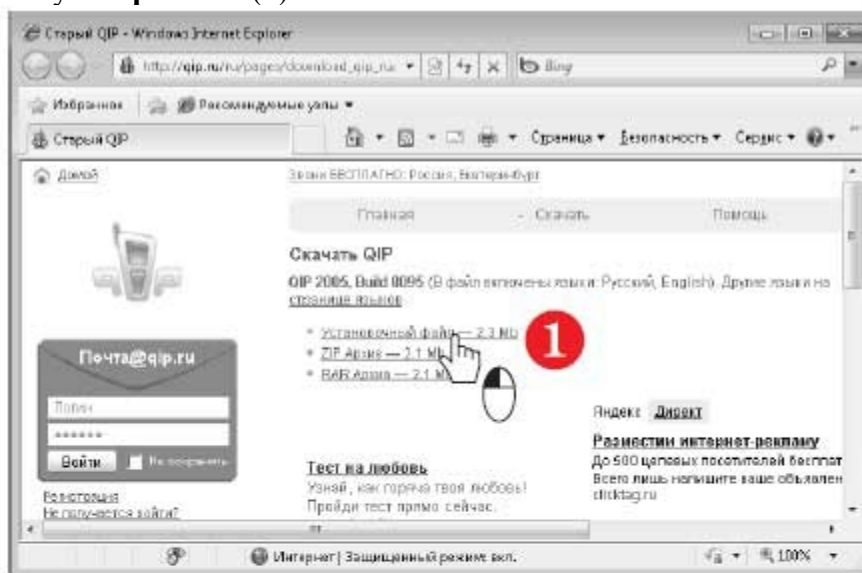 Старый QIP - Windows Internet Explorer
http://qip.ru/ru/pages/download_qip_ru
Bing
Избранное
Рекомендуемые узлы
Старый QIP
Страница
Безопасность
Сервис
Домой
Звони БЕСПЛАТНО: Россия, Екатеринбург
Главная - Скачать Помощь
Скачать QIP
QIP 2005, Build 8095 (В файл включены языки: Русский, English). Другие языки на
странице языков
Установочный файл — 2.3 Mb
ZIP Архив — 2.1 Mb
RAR Архив — 2.1 Mb
1
Почта@qip.ru
Логин
Войти
Не сохранять
Регистрация
Не получается войти?
Яндекс Директ
Разместии интернет-рекламу
До 500 целевых посетителей бесплат
Всего лишь напишите ваше объявлен
clicktag.ru
Тест на любовь
Узнай, как горяча твоя любовь!
Пройди тест прямо сейчас.
Интернет | Защищенный режим: вкл.
100%